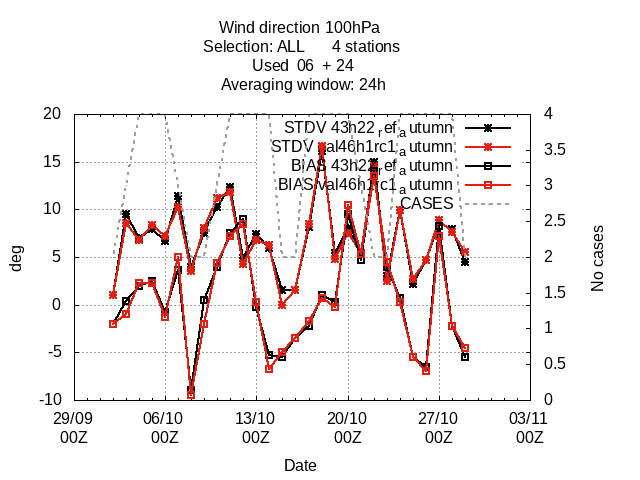 Wind direction 100hPa
Selection: ALL 4 stations
Used 06 + 24
Averaging window: 24h
20
15
10
5
0
-5
-10
deg
4
3.5
3
2.5
2
1.5
1
0.5
0
No cases
STDV 43h22_ref_autumn
STDV val46h1rc1_autumn
BIAS 43h22_ref_autumn
BIAS val46h1rc1_autumn
CASES
29/09 06/10 13/10 20/10 27/10 03/11
00Z 00Z 00Z 00Z 00Z 00Z
Date